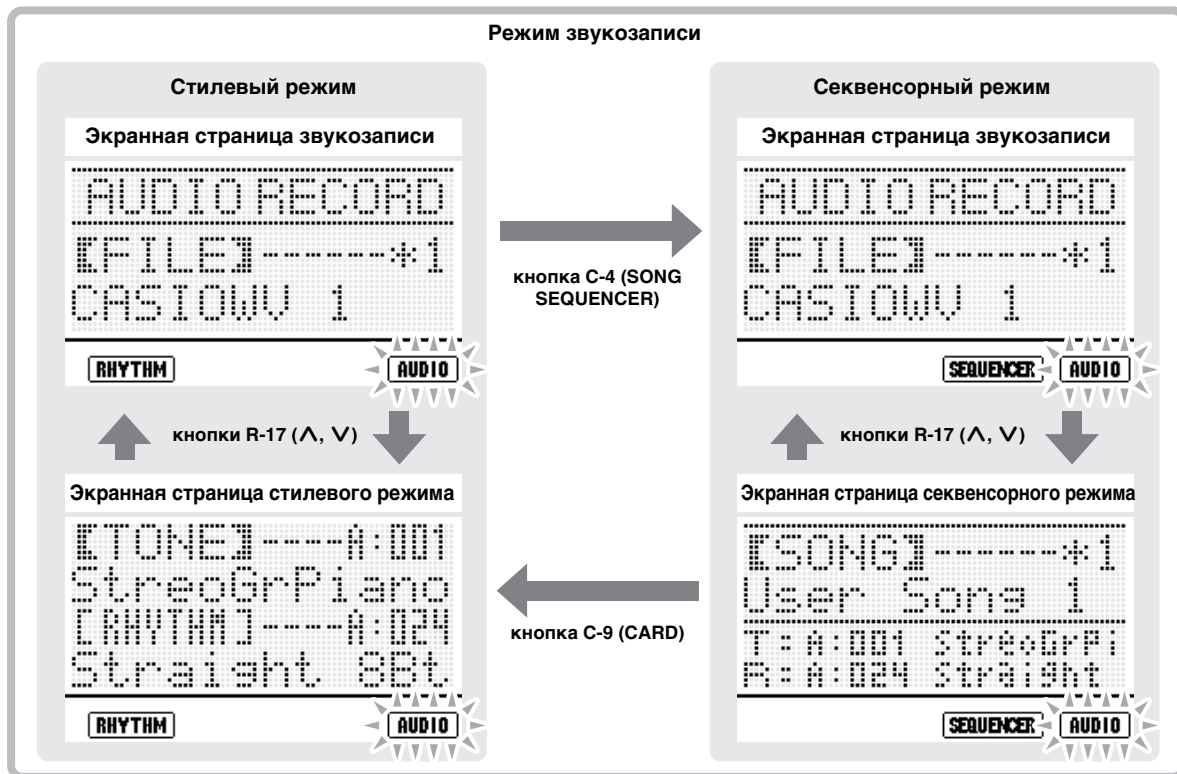 Режим звукозаписи
Стилевый режим
Экранная страница звукозаписи
AUDIO RECORD
[FILE]------*1
CASIOWV 1
RHYTHM AUDIO
кнопки R-17 (∧, ∨)
Экранная страница стилевого режима
[TONE]----A:001
StreoGrPiano
[RHYTHM]----A:024
Straight 8Bt
RHYTHM AUDIO
кнопка C-4 (SONG
SEQUENCER)
кнопка C-9 (CARD)
Секвенсорный режим
Экранная страница звукозаписи
AUDIO RECORD
[FILE]------*1
CASIOWV 1
SEQUENCER AUDIO
кнопки R-17 (∧, ∨)
Экранная страница секвенсорного режима
[SONG]------*1
User Song 1
T:A:001 StreoGrPi
R:A:024 Straight
SEQUENCER AUDIO